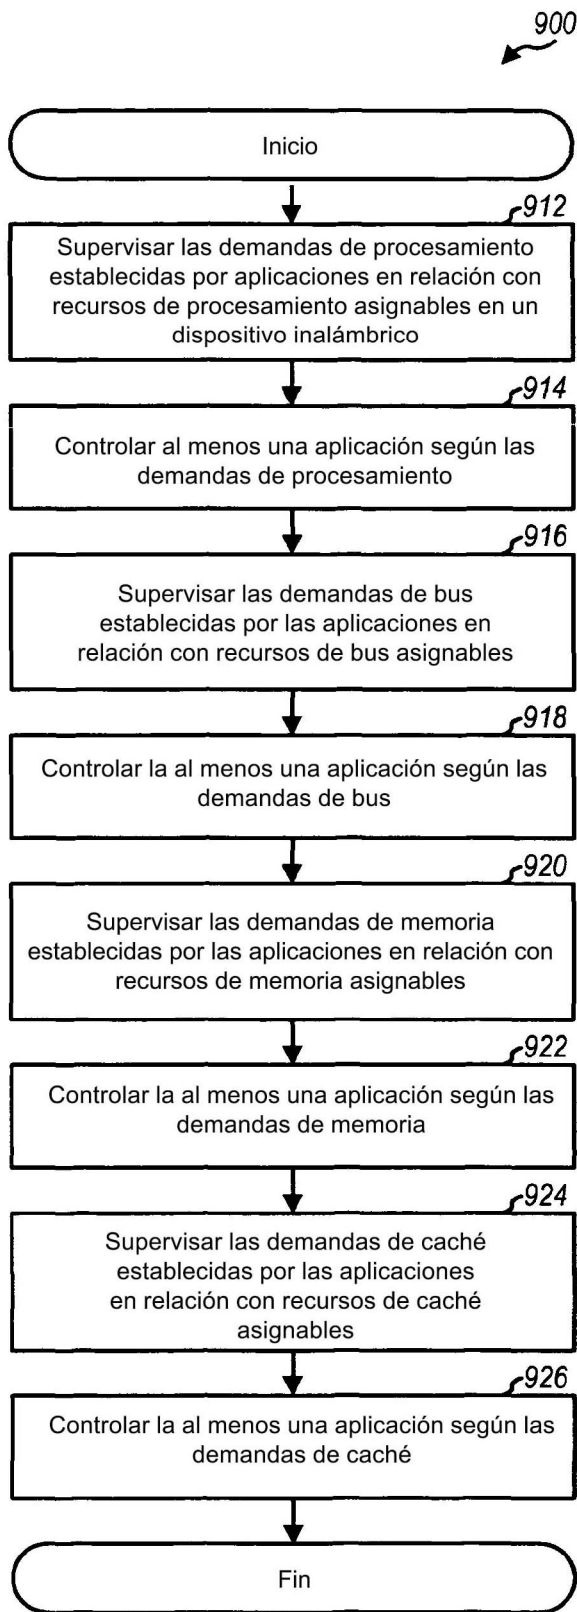 900
Inicio
912
Supervisar las demandas de procesamiento
establecidas por aplicaciones en relación con
recursos de procesamiento asignables en un
dispositivo inalámbrico
914
Controlar al menos una aplicación según las
demandas de procesamiento
916
Supervisar las demandas de bus
establecidas por las aplicaciones en
relación con recursos de bus asignables
918
Controlar la al menos una aplicación según las
demandas de bus
920
Supervisar las demandas de memoria
establecidas por las aplicaciones en relación con
recursos de memoria asignables
922
Controlar la al menos una aplicación según las
demandas de memoria
924
Supervisar las demandas de caché
establecidas por las aplicaciones
en relación con recursos de caché
asignables
926
Controlar la al menos una aplicación según las
demandas de caché
Fin